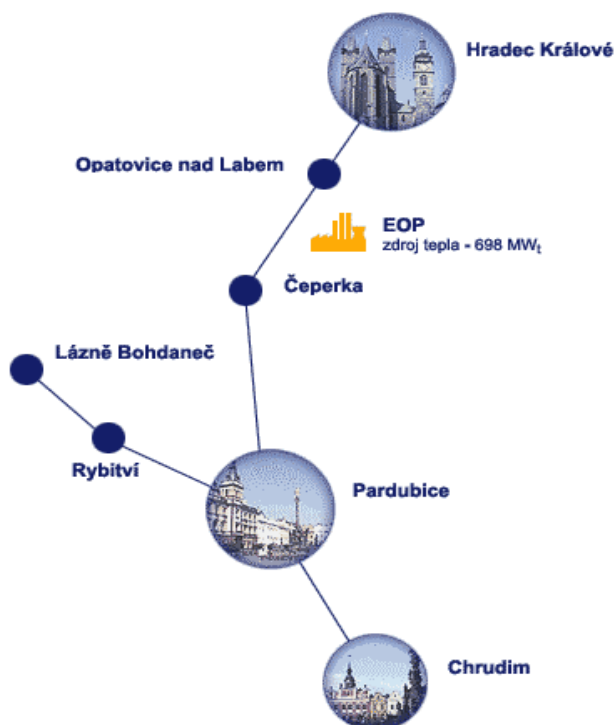 Hradec Králové
Opatovice nad Labem
EOP
zdroj tepla - 698 MWt
Čeperka
Lázně Bohdaneč
Rybitví
Pardubice
Chrudim